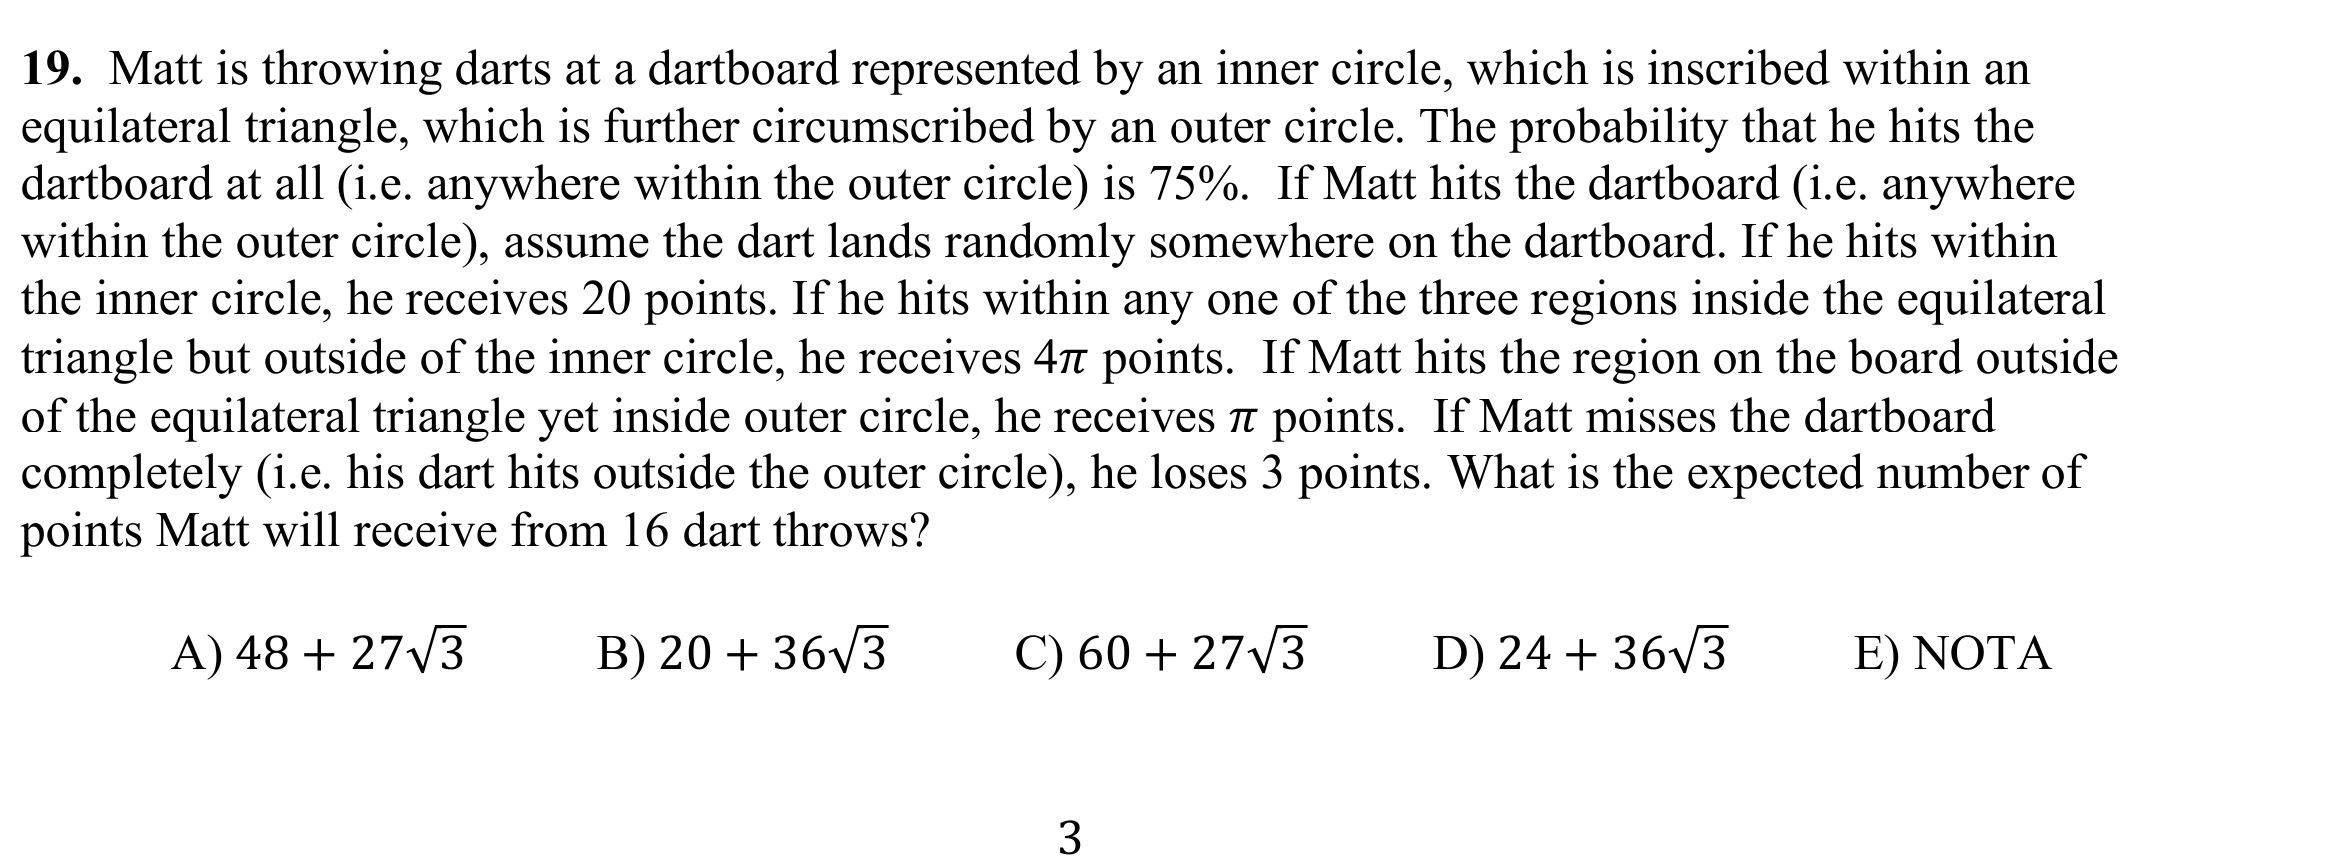 19. Matt is throwing darts at a dartboard represented by an inner circle, which is inscribed within an
equilateral triangle, which is further circumscribed by an outer circle. The probability that he hits the
dartboard at all (i.e. anywhere within the outer circle) is 75%. If Matt hits the dartboard (i.e. anywhere
within the outer circle), assume the dart lands randomly somewhere on the dartboard. If he hits within
the inner circle, he receives 20 points. If he hits within any one of the three regions inside the equilateral
triangle but outside of the inner circle, he receives 4π points. If Matt hits the region on the board outside
of the equilateral triangle yet inside outer circle, he receives π points. If Matt misses the dartboard
completely (i.e. his dart hits outside the outer circle), he loses 3 points. What is the expected number of
points Matt will receive from 16 dart throws?
A) 48 + 27√3 B) 20 + 36√3 C) 60 + 27√3 D) 24 + 36√3 E) NOTA
3